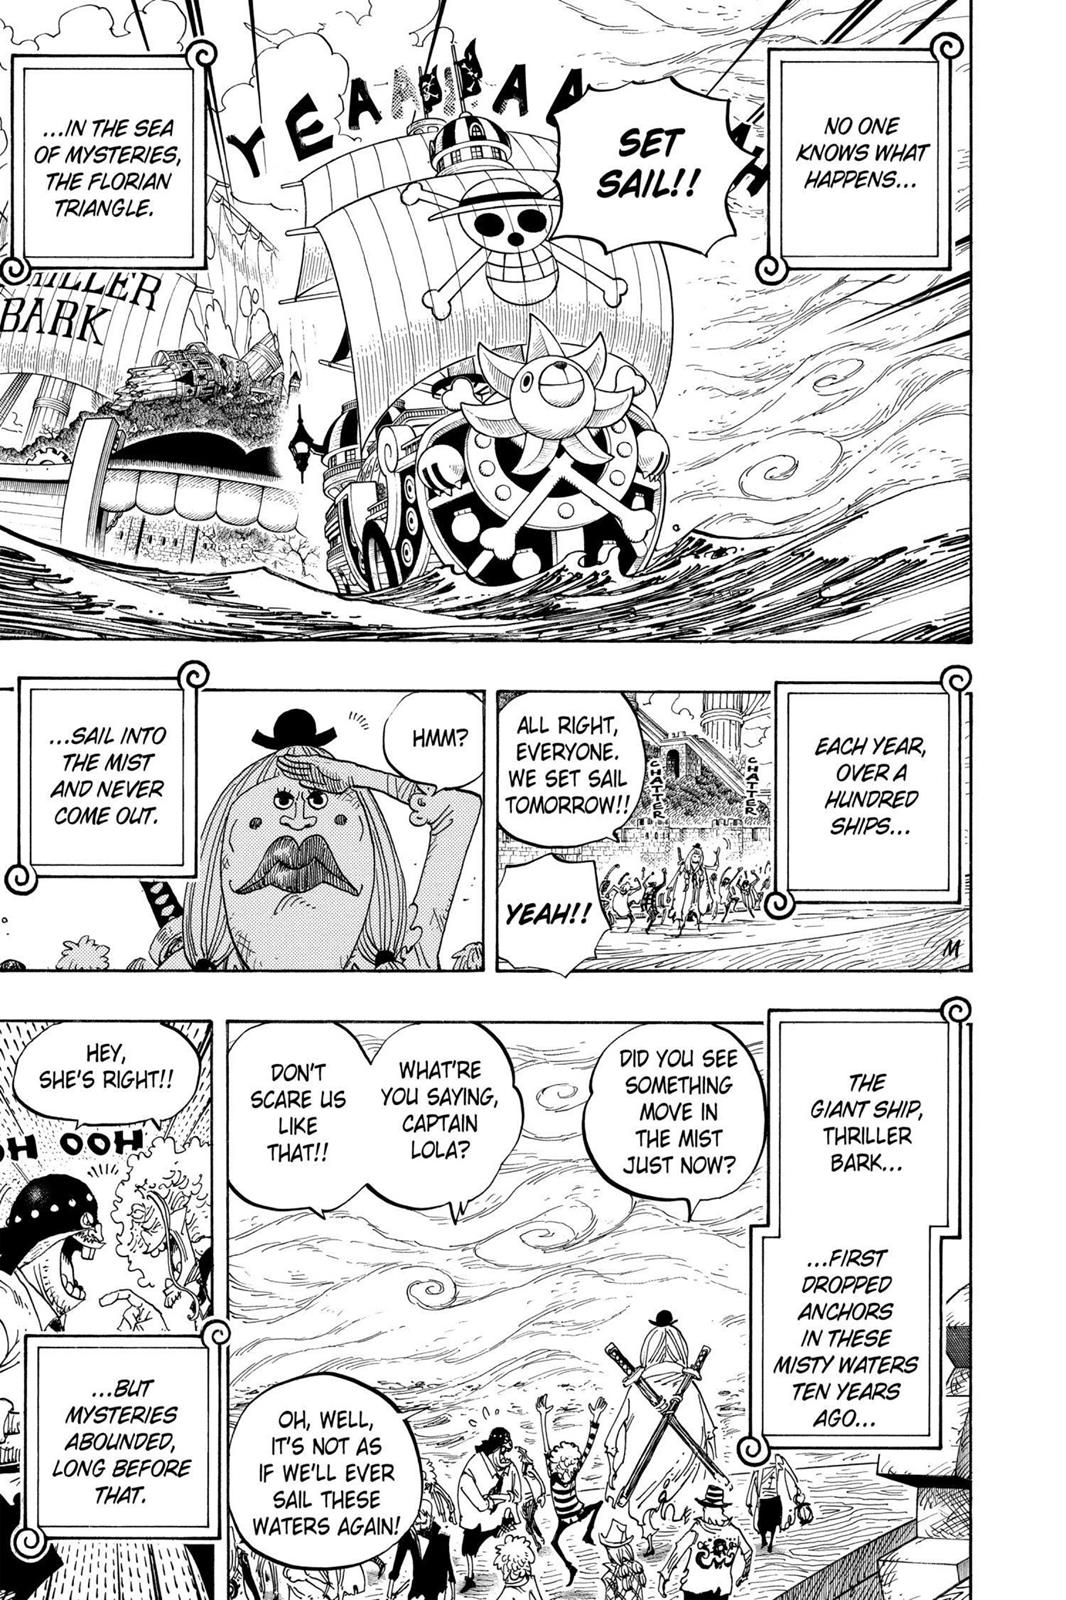 NO ONE
KNOWS WHAT
HAPPENS...
SET
SAIL!!
YEAAHAAAH
...IN THE SEA
OF MYSTERIES,
THE FLORIAN
TRIANGLE.
BARK
EACH YEAR,
OVER A
HUNDRED
SHIPS...
CHATTER
CHATTER
ALL RIGHT,
EVERYONE.
WE SET SAIL
TOMORROW!!
YEAH!!
M
HMM?
...SAIL INTO
THE MIST
AND NEVER
COME OUT.
THE
GIANT SHIP,
THRILLER
BARK...
...FIRST
DROPPED
ANCHORS
IN THESE
MISTY WATERS
TEN YEARS
AGO...
DID YOU SEE
SOMETHING
MOVE IN
THE MIST
JUST NOW?
WHAT'RE
YOU SAYING,
CAPTAIN
LOLA?
DON'T
SCARE US
LIKE
THAT!!
OH, WELL,
IT'S NOT AS
IF WE'LL EVER
SAIL THESE
WATERS AGAIN!
HEY,
SHE'S RIGHT!!
OOH
...BUT
MYSTERIES
ABOUNDED,
LONG BEFORE
THAT.